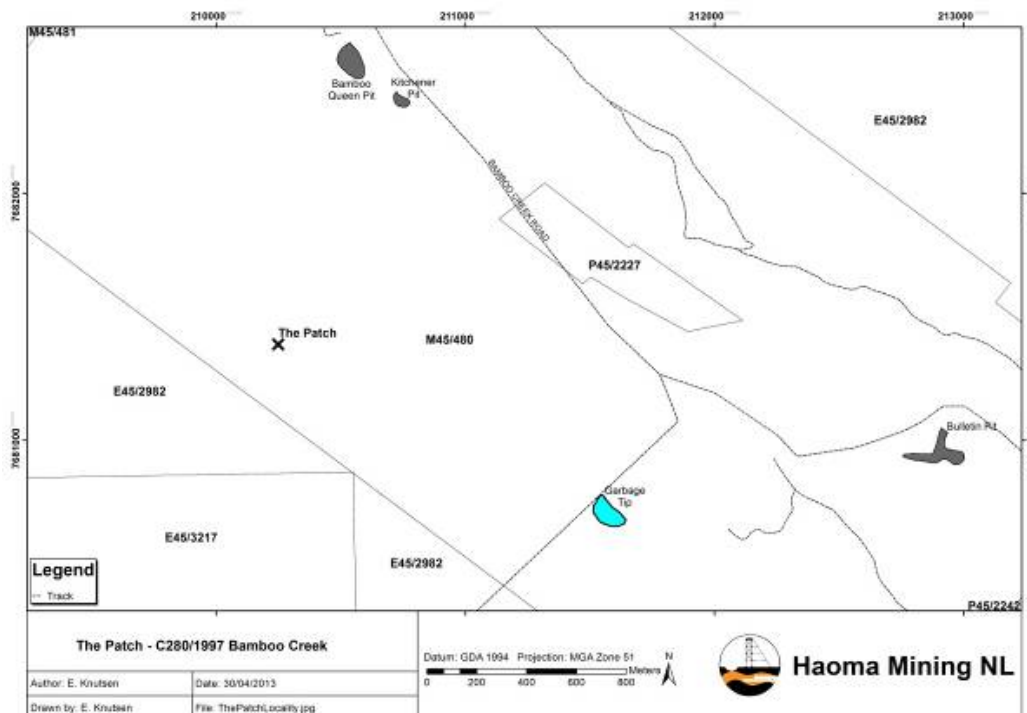 210000
211000
212000
213000
M45/481
Bamboo
Queen Pit
Kitchener
Pit
E45/2982
7682000
BAMBOO CREEK ROAD
P45/2227
The Patch
M45/480
E45/2982
7681000
Bulletin Pit
Garbage
Tip
E45/3217
E45/2982
Legend
Track
P45/2242
The Patch - C280/1997 Bamboo Creek
Author: E. Knutsen
Date: 30/04/2013
Drawn by: E. Knutsen
File: ThePatchLocality.jpg
Datum: GDA 1994 Projection: MGA Zone 51
N
Meters
0 200 400 600 800
Haoma Mining NL